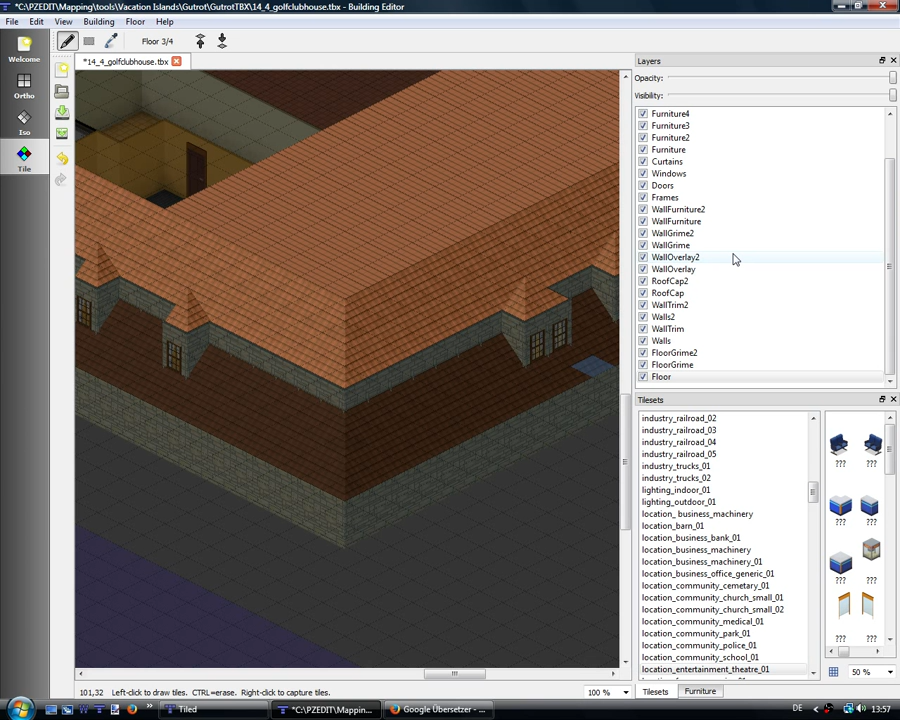 *C:\PZEDIT\Mapping\tools\Vacation Islands\Gutrot\GutrotTBX\14_4_golfclubhouse.tbx - Building Editor
File Edit View Building Floor Help
Floor 3/4
Welcome
Ortho
Iso
Tile
*14_4_golfclubhouse.tbx
Layers
Opacity:
Visibility:
Furniture4
Furniture3
Furniture2
Furniture
Curtains
Windows
Doors
Frames
WallFurniture2
WallFurniture
WallGrime2
WallGrime
WallOverlay2
WallOverlay
RoofCap2
RoofCap
WallTrim2
Walls2
WallTrim
Walls
FloorGrime2
FloorGrime
Floor
Tilesets
industry_railroad_02
industry_railroad_03
industry_railroad_04
industry_railroad_05
industry_trucks_01
industry_trucks_02
lighting_indoor_01
lighting_outdoor_01
location_ business_machinery
location_barn_01
location_business_bank_01
location_business_machinery
location_business_machinery_01
location_business_office_generic_01
location_community_cemetary_01
location_community_church_small_01
location_community_church_small_02
location_community_medical_01
location_community_park_01
location_community_police_01
location_community_school_01
location_entertainment_theatre_01
??? ???
??? ???
??? ???
??? ???
50 %
101,32 Left-click to draw tiles. CTRL=erase. Right-click to capture tiles.
100 %
Tilesets Furniture
Tiled
*C:\PZEDIT\Mappin...
Google Übersetzer - ...
DE
13:57